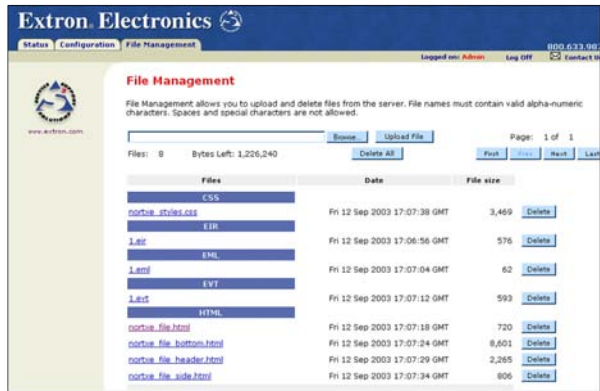 Extron Electronics
Status Configuration File Management
800.633.987
Logged on: Admin Log Off Contact U
File Management
www.extron.com
File Management allows you to upload and delete files from the server. File names must contain valid alpha-numeric
characters. Spaces and special characters are not allowed.
Browse... Upload File Page: 1 of 1
Files: 8 Bytes Left: 1,226,240 Delete All First Prev Next Last
Files Date File size
CSS
nortxe_styles.css Fri 12 Sep 2003 17:07:38 GMT 3,469 Delete
EIR
1.eir Fri 12 Sep 2003 17:06:56 GMT 576 Delete
EML
1.eml Fri 12 Sep 2003 17:07:04 GMT 62 Delete
EVT
1.evt Fri 12 Sep 2003 17:07:12 GMT 593 Delete
HTML
nortxe_file.html Fri 12 Sep 2003 17:07:18 GMT 720 Delete
nortxe_file_bottom.html Fri 12 Sep 2003 17:07:24 GMT 8,601 Delete
nortxe_file_header.html Fri 12 Sep 2003 17:07:29 GMT 2,265 Delete
nortxe_file_side.html Fri 12 Sep 2003 17:07:34 GMT 806 Delete